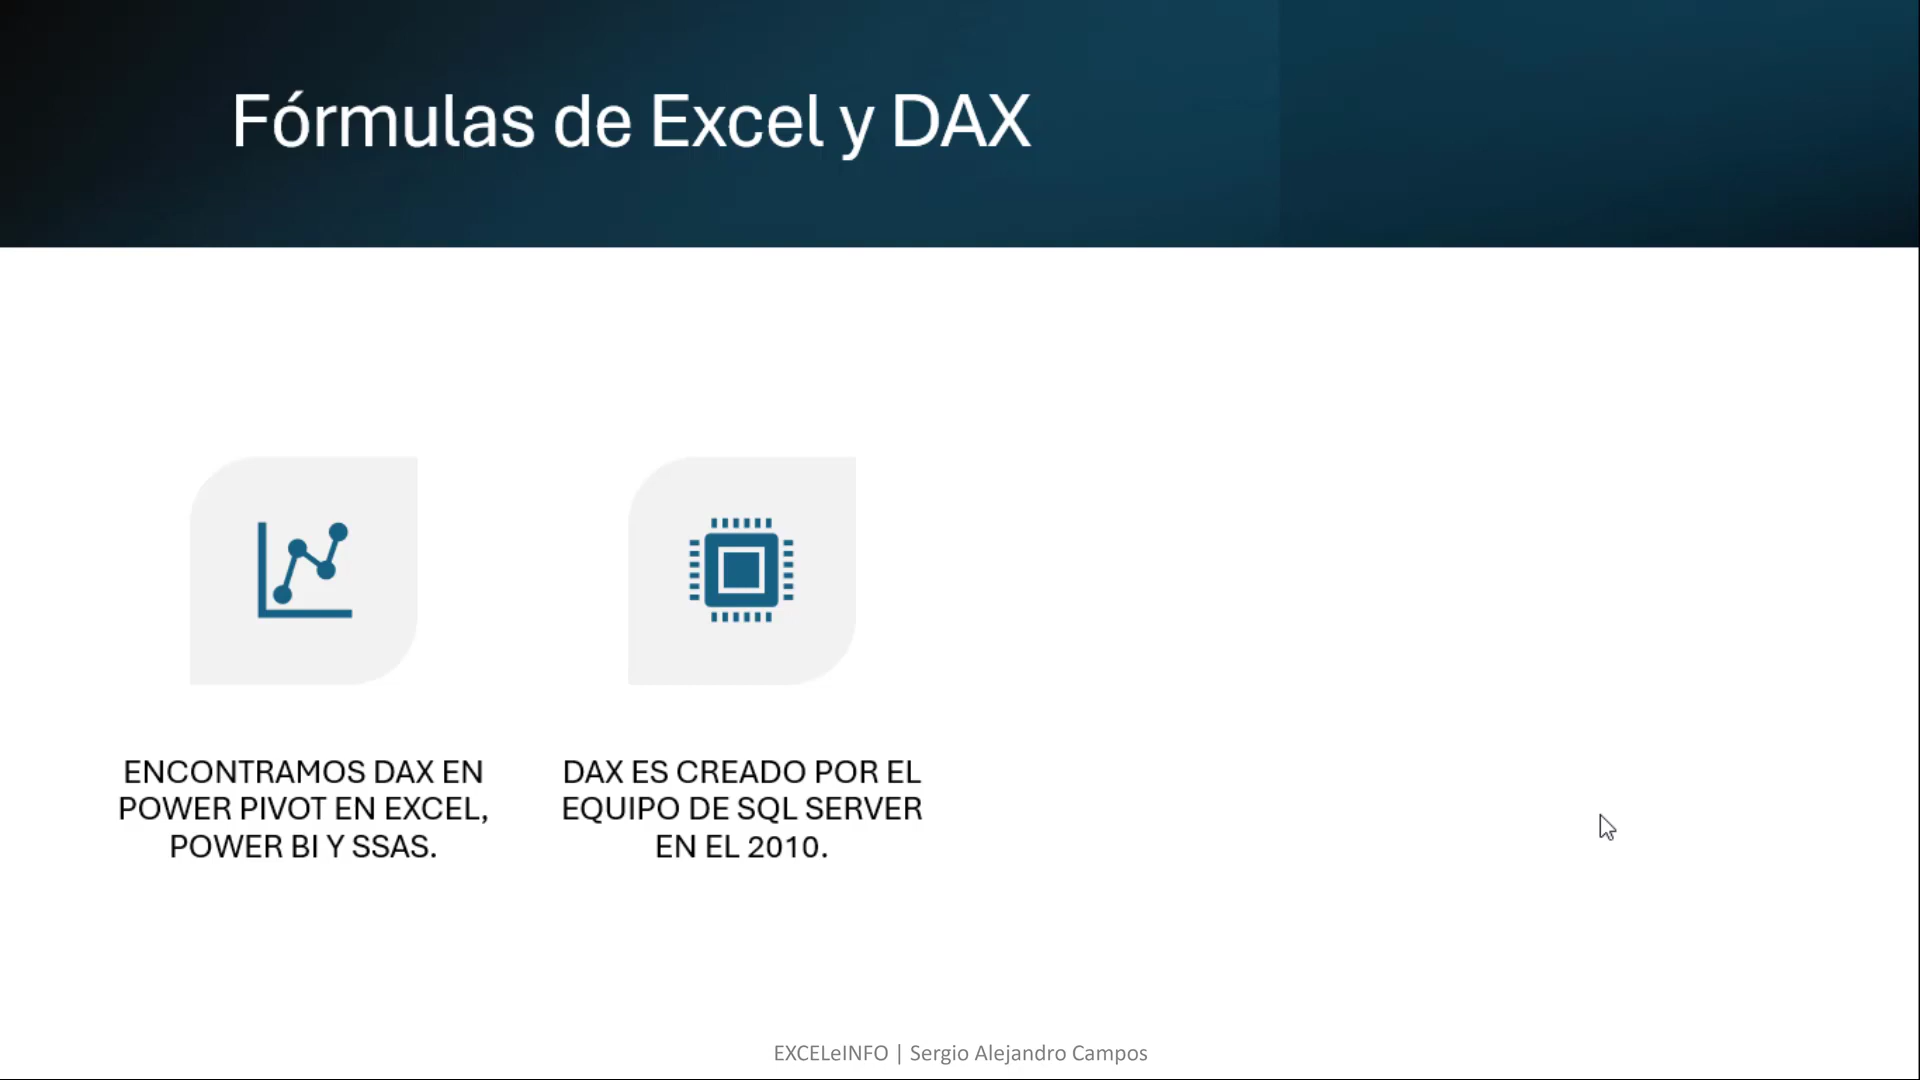 Fórmulas de Excel y DAX
ENCONTRAMOS DAX EN
POWER PIVOT EN EXCEL,
POWER BI Y SSAS.
DAX ES CREADO POR EL
EQUIPO DE SQL SERVER
EN EL 2010.
EXCELeINFO | Sergio Alejandro Campos